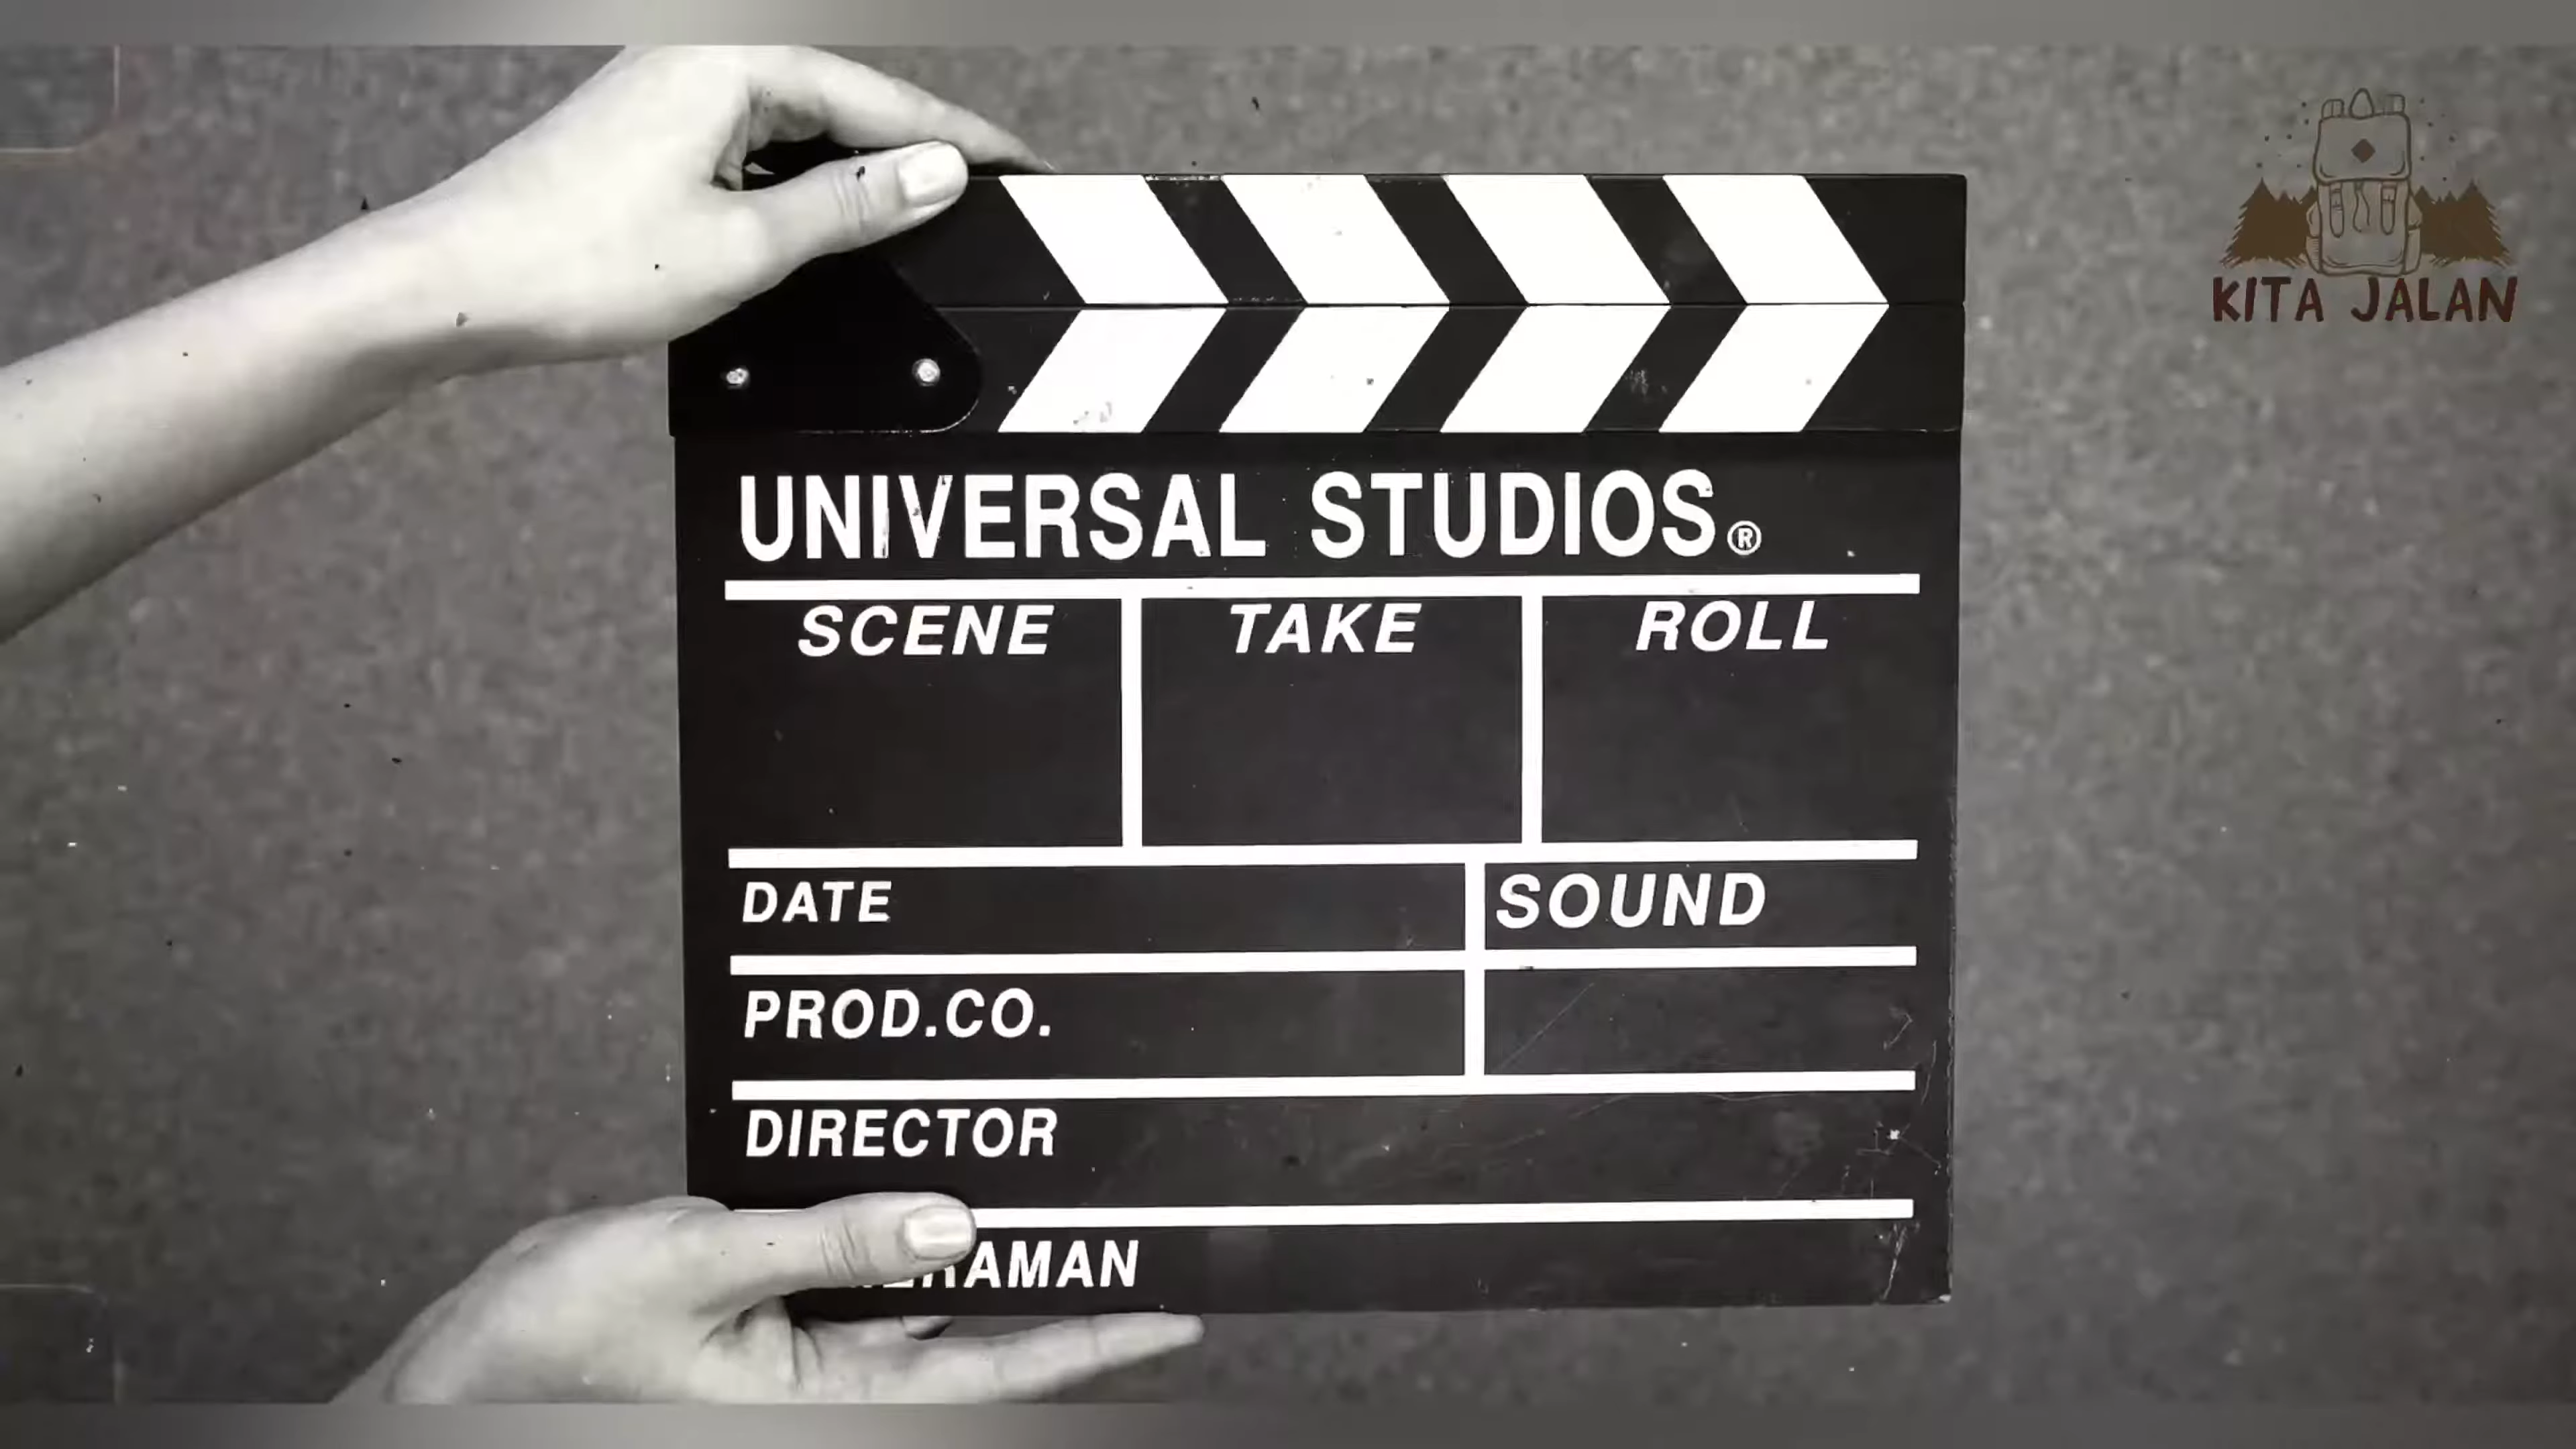 KITA JALAN
UNIVERSAL STUDIOS®
SCENE TAKE ROLL
DATE SOUND
PROD.CO.
DIRECTOR